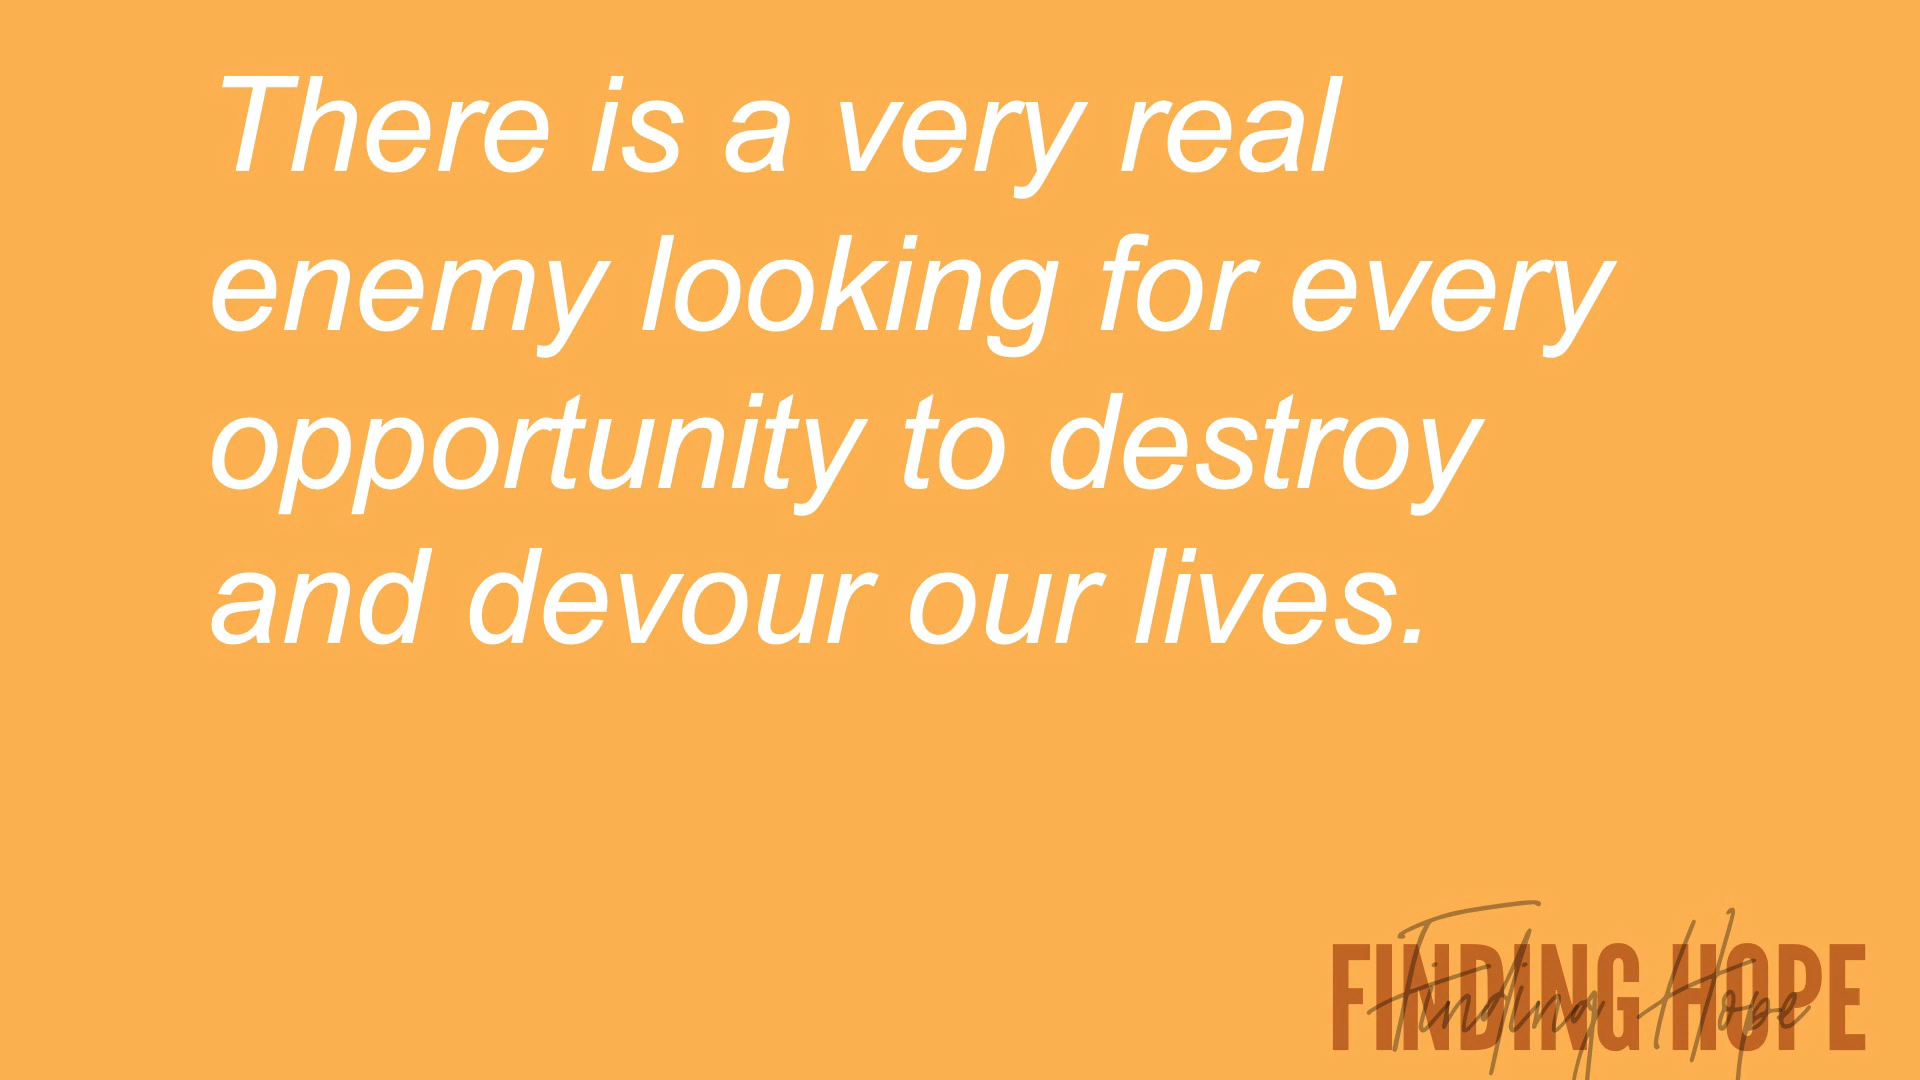 There is a very real
enemy looking for every
opportunity to destroy
and devour our lives.
FINDING HOPE
Finding Hope